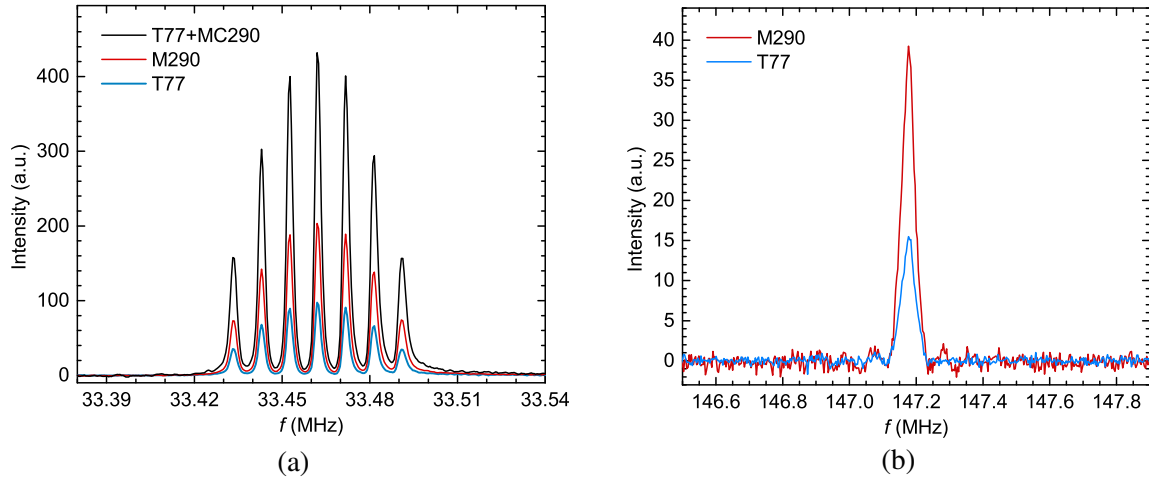 T77+MC290
M290
T77
400
300
200
100
0
Intensity (a.u.)
33.39 33.42 33.45 33.48 33.51 33.54
f (MHz)
(a)
M290
T77
40
35
30
25
20
15
10
5
0
Intensity (a.u.)
146.6 146.8 147.0 147.2 147.4 147.6 147.8
f (MHz)
(b)